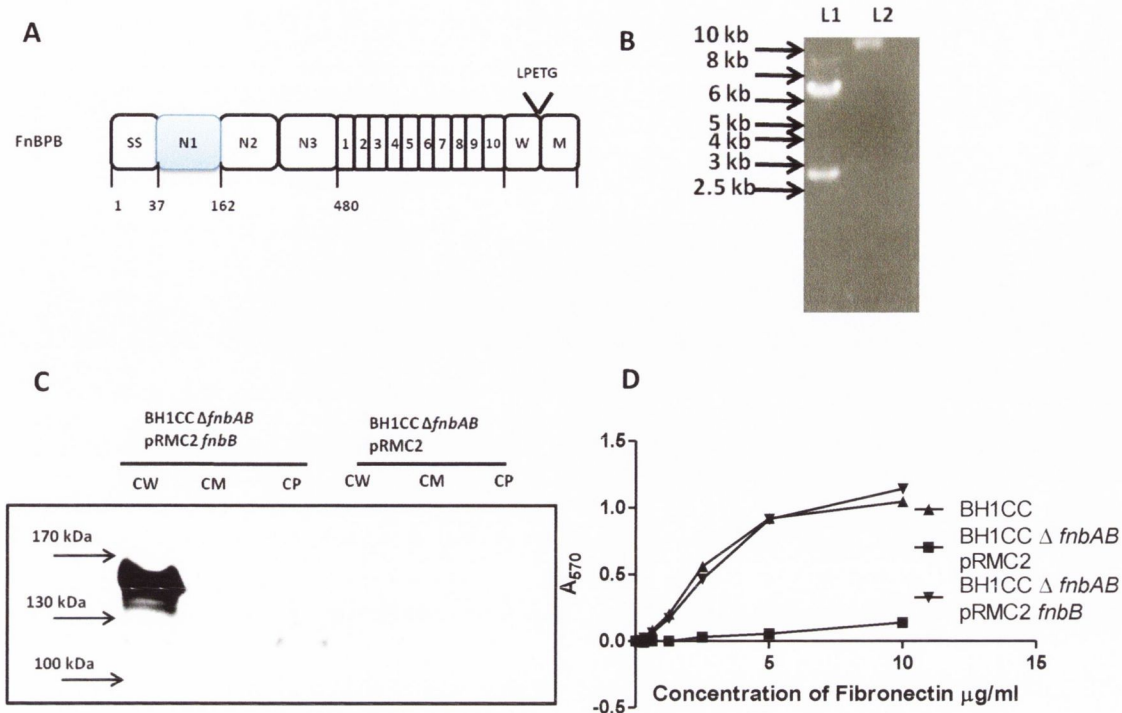 A
LPETG
FnBPB
SS N1 N2 N3 1 2 3 4 5 6 7 8 9 10 W M
1 37 162 480
B
L1 L2
10 kb
8 kb
6 kb
5 kb
4 kb
3 kb
2.5 kb
C
BH1CC ΔfnbAB
pRMC2 fnbB
BH1CC ΔfnbAB
pRMC2
CW CM CP CW CM CP
170 kDa
130 kDa
100 kDa
D
1.5
1.0
0.5
0.0
-0.5
A570
5 10 15
Concentration of Fibronectin μg/ml
BH1CC
BH1CC Δ fnbAB
pRMC2
BH1CC Δ fnbAB
pRMC2 fnbB